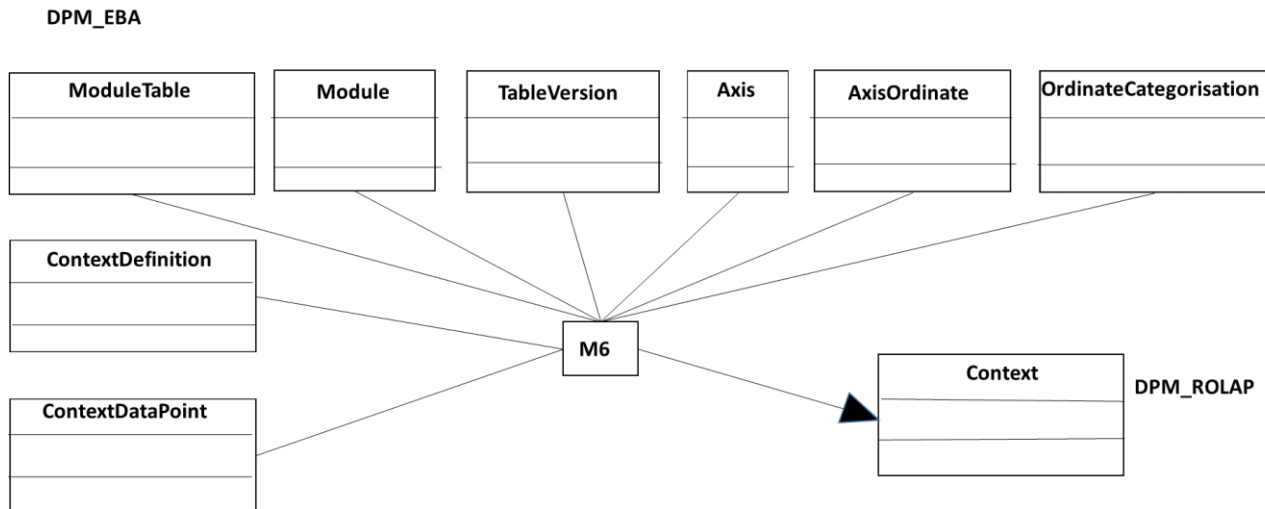 DPM_EBA
ModuleTable
Module
TableVersion
Axis
AxisOrdinate
OrdinateCategorisation
ContextDefinition
M6
Context
DPM_ROLAP
ContextDataPoint